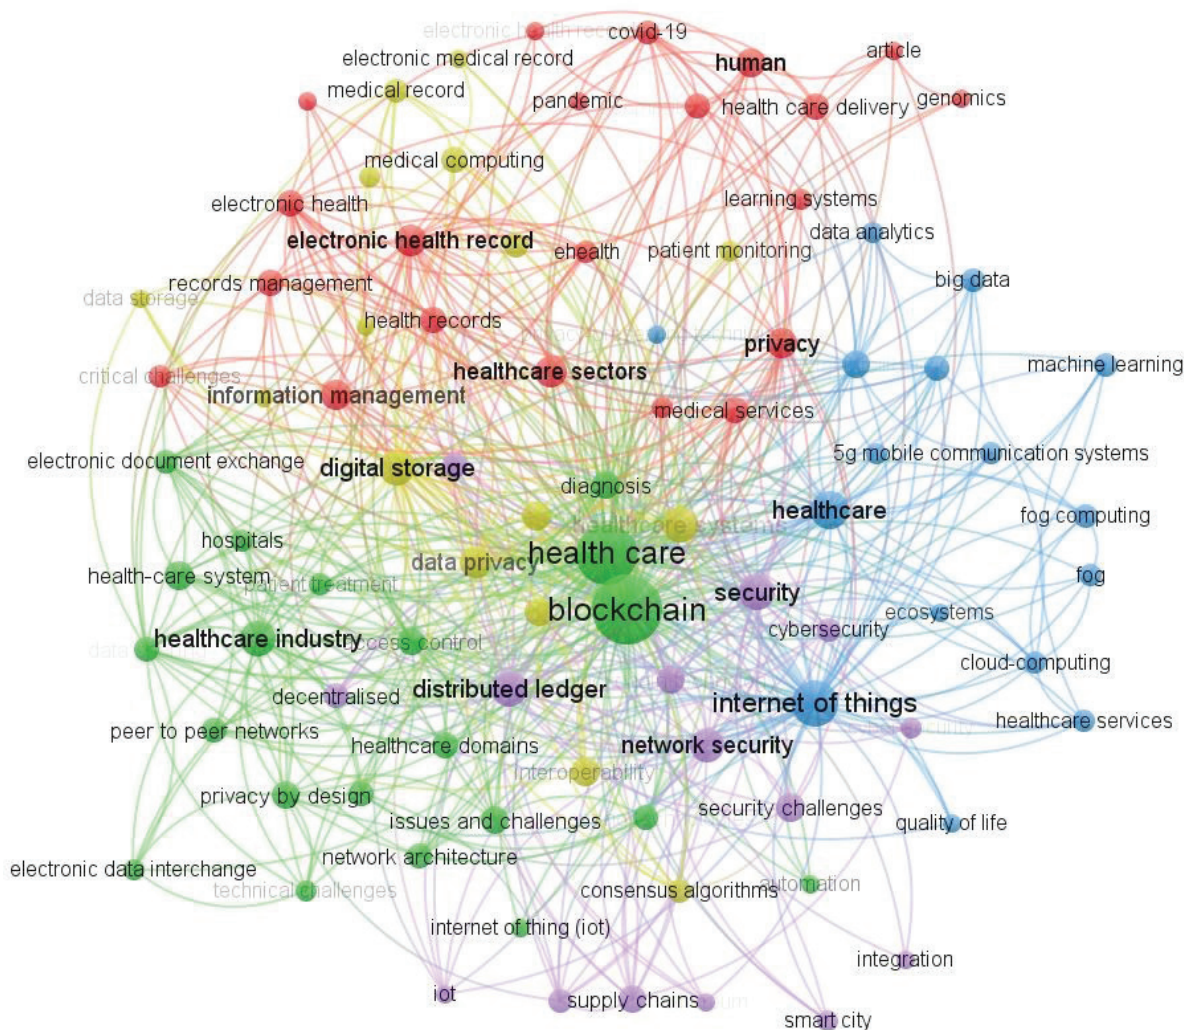 electronic health record
covid-19
human
article
electronic medical record
medical record
pandemic
health care delivery
genomics
medical computing
electronic health
learning systems
data analytics
electronic health record
ehealth
patient monitoring
records management
big data
data storage
health records
privacy
healthcare sectors
machine learning
critical challenges
information management
medical services
electronic document exchange
digital storage
5g mobile communication systems
diagnosis
healthcare
fog computing
healthcare systems
hospitals
health care
data privacy
health-care system
patient treatment
fog
security
blockchain
ecosystems
cybersecurity
healthcare industry
access control
cloud-computing
decentralised
distributed ledger
internet of things
healthcare services
peer to peer networks
healthcare domains
network security
interoperability
privacy by design
security challenges
issues and challenges
quality of life
network architecture
electronic data interchange
technical challenges
consensus algorithms
automation
internet of thing (iot)
integration
iot
supply chains
smart city